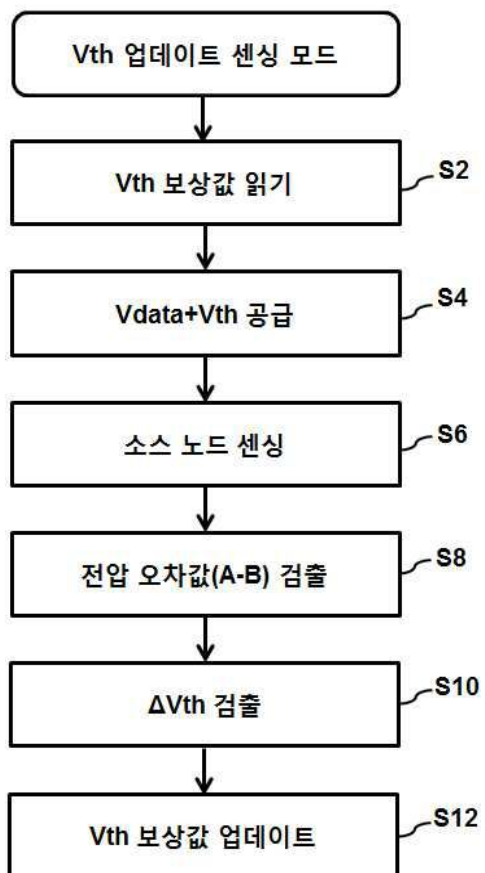 Vth 업데이트 센싱 모드
Vth 보상값 읽기
S2
Vdata+Vth 공급
S4
소스 노드 센싱
S6
전압 오차값(A-B) 검출
S8
ΔVth 검출
S10
Vth 보상값 업데이트
S12